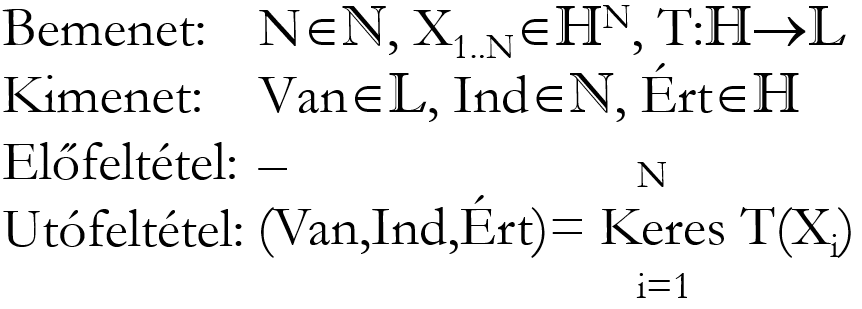 Bemenet: N∈ℕ, X₁..N∈ℍᴺ, T:ℍ→𝕃
Kimenet: Van∈𝕃, Ind∈ℕ, Ért∈ℍ
Előfeltétel: –
N
Utófeltétel: (Van,Ind,Ért)= Keres T(Xᵢ)
i=1